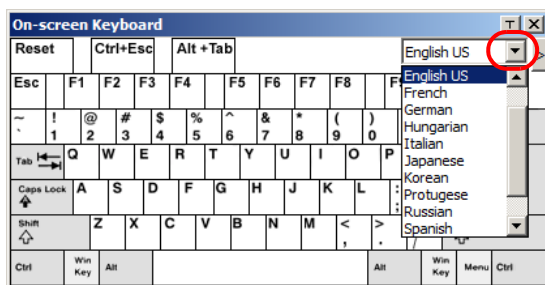 On-screen Keyboard T X
Reset Ctrl+Esc Alt +Tab English US >
Esc F1 F2 F3 F4 F5 F6 F7 F8
English US
French
German
Hungarian
Italian
Japanese
Korean
Protugese
Russian
Spanish
~ ! @ # $ % ^ & * ( )
` 1 2 3 4 5 6 7 8 9 0
Tab Q W E R T Y U I O P
Caps Lock A S D F G H J K L :
;
Shift Z X C V B N M < >
, . /
Ctrl Win Key Alt Alt Win Key Menu Ctrl